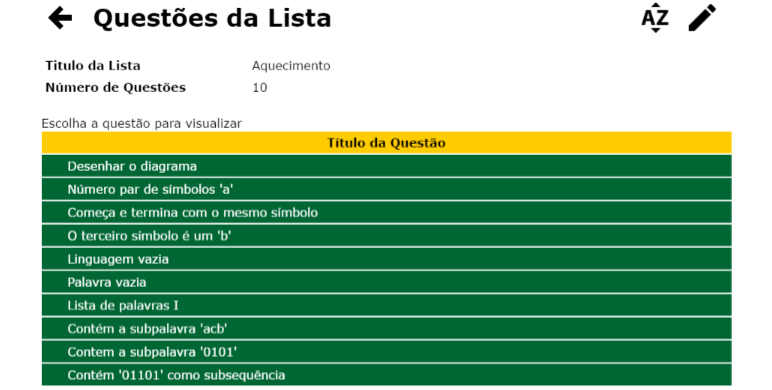 Questões da Lista
AZ
Titulo da Lista Aquecimento
Número de Questões 10
Escolha a questão para visualizar
Título da Questão
Desenhar o diagrama
Número par de símbolos 'a'
Começa e termina com o mesmo símbolo
O terceiro símbolo é um 'b'
Linguagem vazia
Palavra vazia
Lista de palavras I
Contém a subpalavra 'acb'
Contem a subpalavra '0101'
Contém '01101' como subsequência